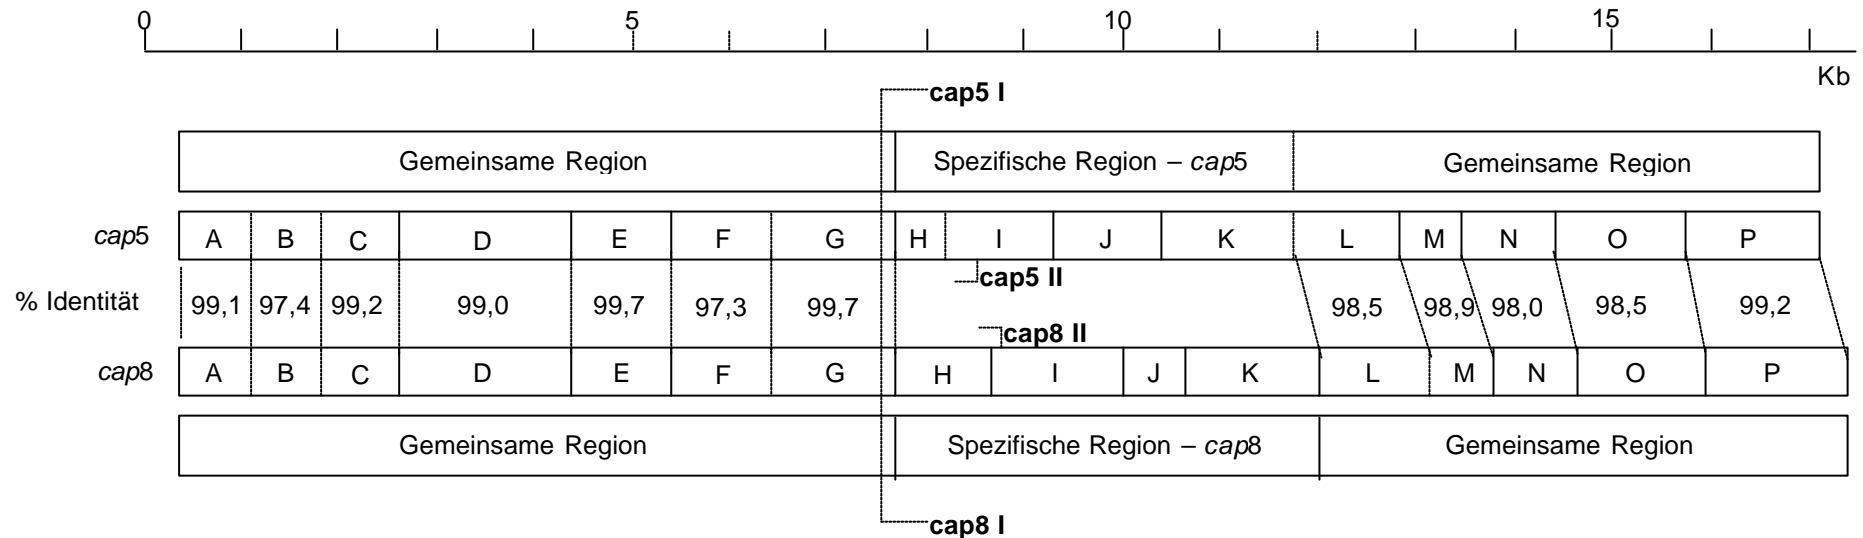 0 5 10 15
Kb
cap5 I
Gemeinsame Region Spezifische Region – cap5 Gemeinsame Region
cap5 A B C D E F G H I J K L M N O P
cap5 II
% Identität 99,1 97,4 99,2 99,0 99,7 97,3 99,7 98,5 98,9 98,0 98,5 99,2
cap8 II
cap8 A B C D E F G H I J K L M N O P
Gemeinsame Region Spezifische Region – cap8 Gemeinsame Region
cap8 I